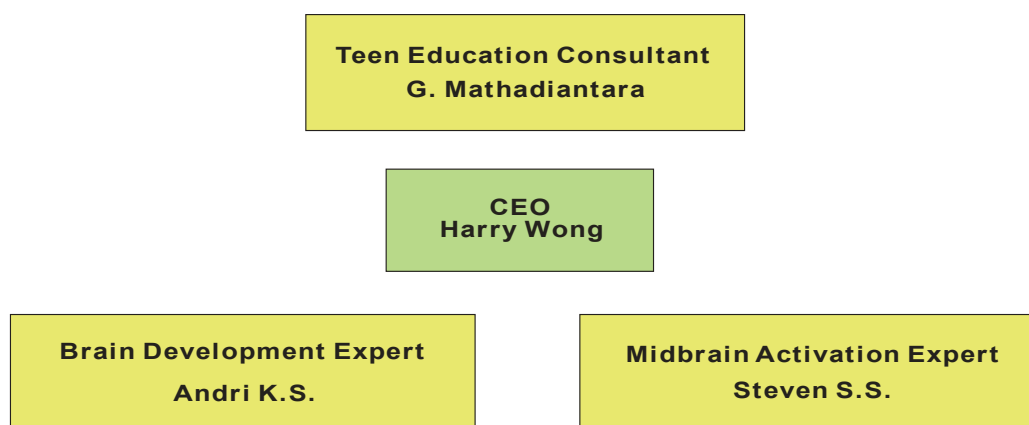 Teen Education Consultant
G. Mathadiantara
CEO
Harry Wong
Brain Development Expert
Andri K.S.
Midbrain Activation Expert
Steven S.S.